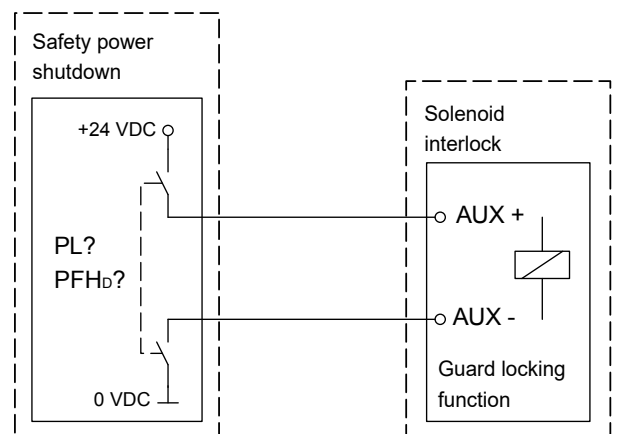 Safety power
shutdown
+24 VDC
PL?
PFHD?
0 VDC
Solenoid
interlock
AUX +
AUX -
Guard locking
function